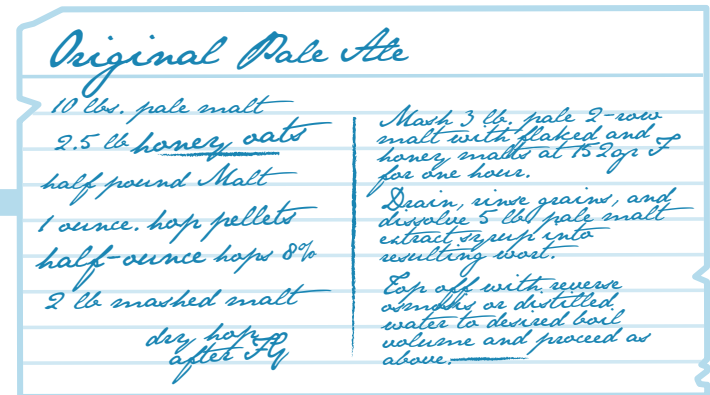 Original Pale Ale
10 lbs. pale malt
2.5 lb honey oats
half pound Malt
1 ounce. hop pellets
half-ounce hops 8%
2 lb mashed malt
dry hop
after FG
Mash 3 lb. pale 2-row
malt with flaked and
honey malts at 152gr F
for one hour.
Drain, rinse grains, and
dissolve 5 lb. pale malt
extract syrup into
resulting wort.
Top off with reverse
osmosis or distilled
water to desired boil
volume and proceed as
above.